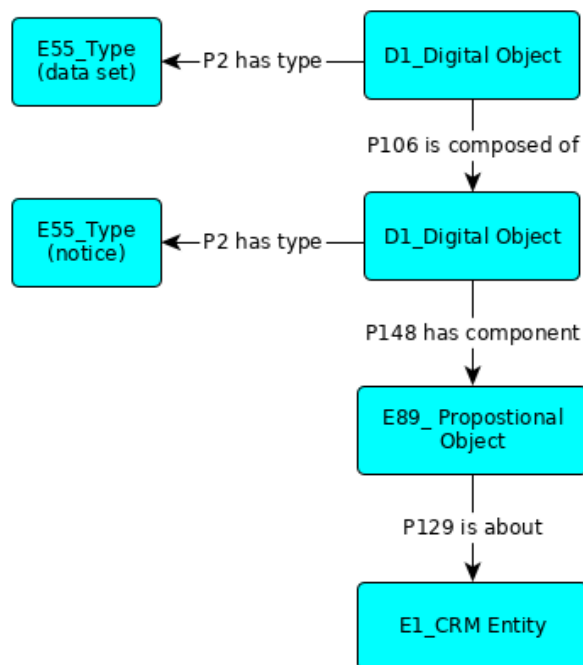 E55_Type
(data set)
P2 has type
D1_Digital Object
P106 is composed of
E55_Type
(notice)
P2 has type
D1_Digital Object
P148 has component
E89_ Propostional
Object
P129 is about
E1_CRM Entity